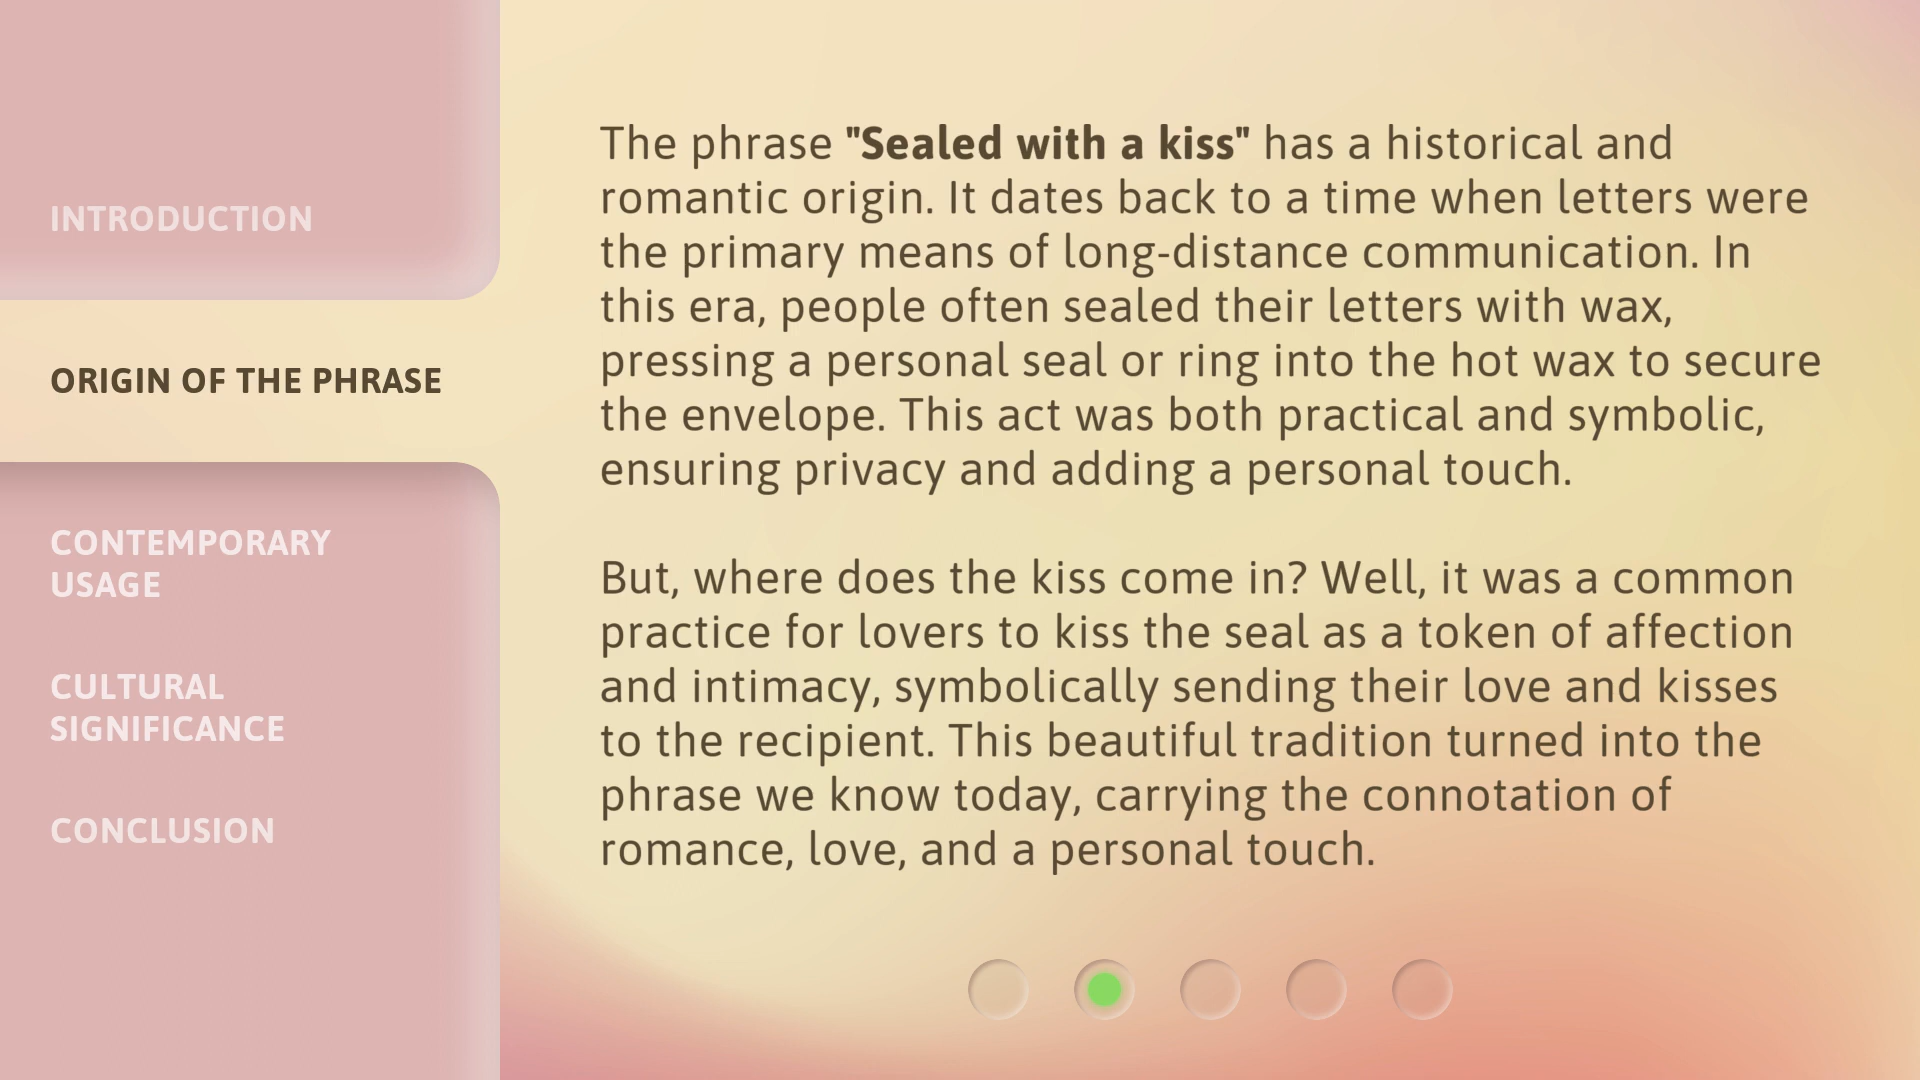 INTRODUCTION
ORIGIN OF THE PHRASE
CONTEMPORARY
USAGE
CULTURAL
SIGNIFICANCE
CONCLUSION
The phrase "Sealed with a kiss" has a historical and
romantic origin. It dates back to a time when letters were
the primary means of long-distance communication. In
this era, people often sealed their letters with wax,
pressing a personal seal or ring into the hot wax to secure
the envelope. This act was both practical and symbolic,
ensuring privacy and adding a personal touch.
But, where does the kiss come in? Well, it was a common
practice for lovers to kiss the seal as a token of affection
and intimacy, symbolically sending their love and kisses
to the recipient. This beautiful tradition turned into the
phrase we know today, carrying the connotation of
romance, love, and a personal touch.